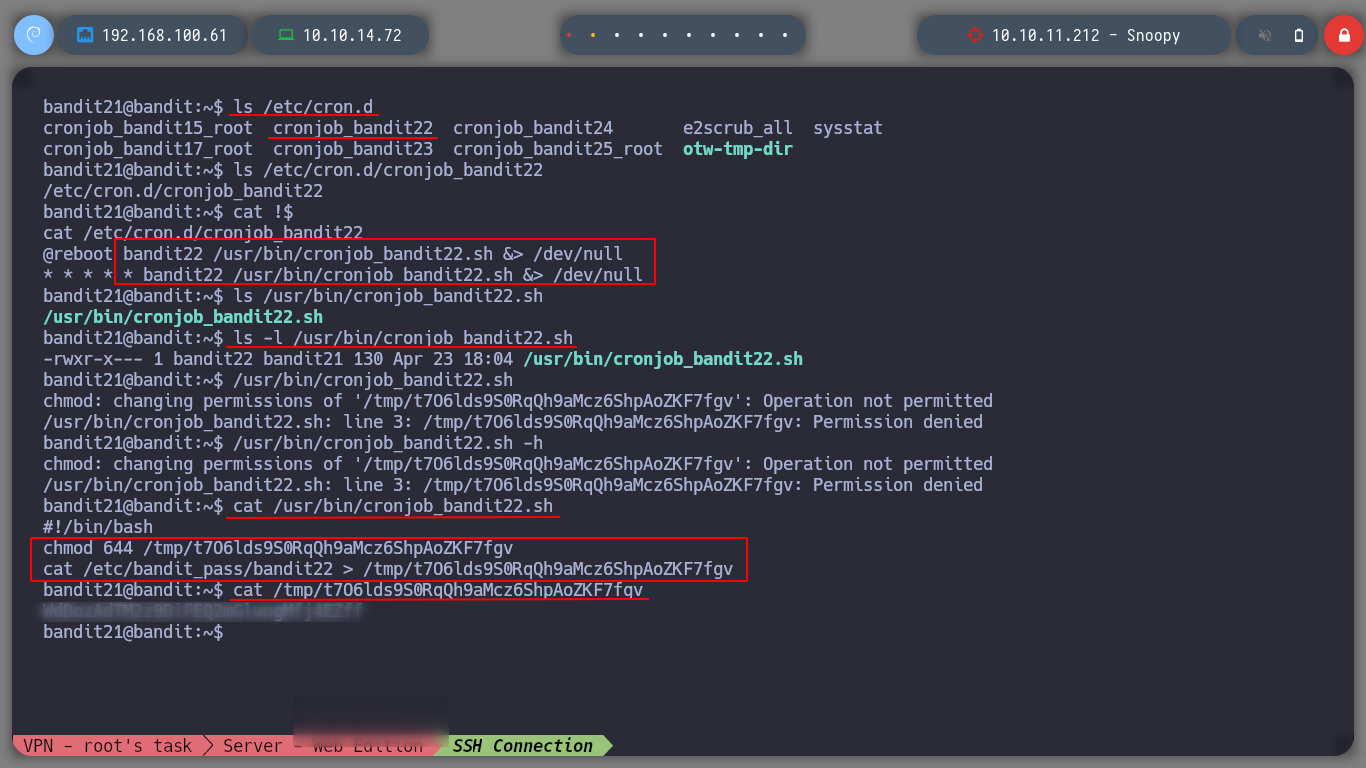 192.168.100.61
10.10.14.72
10.10.11.212 - Snoopy
bandit21@bandit:~$ ls /etc/cron.d
cronjob_bandit15_root cronjob_bandit22 cronjob_bandit24 e2scrub_all sysstat
cronjob_bandit17_root cronjob_bandit23 cronjob_bandit25_root otw-tmp-dir
bandit21@bandit:~$ ls /etc/cron.d/cronjob_bandit22
/etc/cron.d/cronjob_bandit22
bandit21@bandit:~$ cat !$
cat /etc/cron.d/cronjob_bandit22
@reboot bandit22 /usr/bin/cronjob_bandit22.sh &> /dev/null
* * * * * bandit22 /usr/bin/cronjob_bandit22.sh &> /dev/null
bandit21@bandit:~$ ls /usr/bin/cronjob_bandit22.sh
/usr/bin/cronjob_bandit22.sh
bandit21@bandit:~$ ls -l /usr/bin/cronjob_bandit22.sh
-rwxr-x--- 1 bandit22 bandit21 130 Apr 23 18:04 /usr/bin/cronjob_bandit22.sh
bandit21@bandit:~$ /usr/bin/cronjob_bandit22.sh
chmod: changing permissions of '/tmp/t7O6lds9S0RqQh9aMcz6ShpAoZKF7fgv': Operation not permitted
/usr/bin/cronjob_bandit22.sh: line 3: /tmp/t7O6lds9S0RqQh9aMcz6ShpAoZKF7fgv: Permission denied
bandit21@bandit:~$ /usr/bin/cronjob_bandit22.sh -h
chmod: changing permissions of '/tmp/t7O6lds9S0RqQh9aMcz6ShpAoZKF7fgv': Operation not permitted
/usr/bin/cronjob_bandit22.sh: line 3: /tmp/t7O6lds9S0RqQh9aMcz6ShpAoZKF7fgv: Permission denied
bandit21@bandit:~$ cat /usr/bin/cronjob_bandit22.sh
#!/bin/bash
chmod 644 /tmp/t7O6lds9S0RqQh9aMcz6ShpAoZKF7fgv
cat /etc/bandit_pass/bandit22 > /tmp/t7O6lds9S0RqQh9aMcz6ShpAoZKF7fgv
bandit21@bandit:~$ cat /tmp/t7O6lds9S0RqQh9aMcz6ShpAoZKF7fgv
bandit21@bandit:~$
VPN - root's task Server - Web Edition SSH Connection